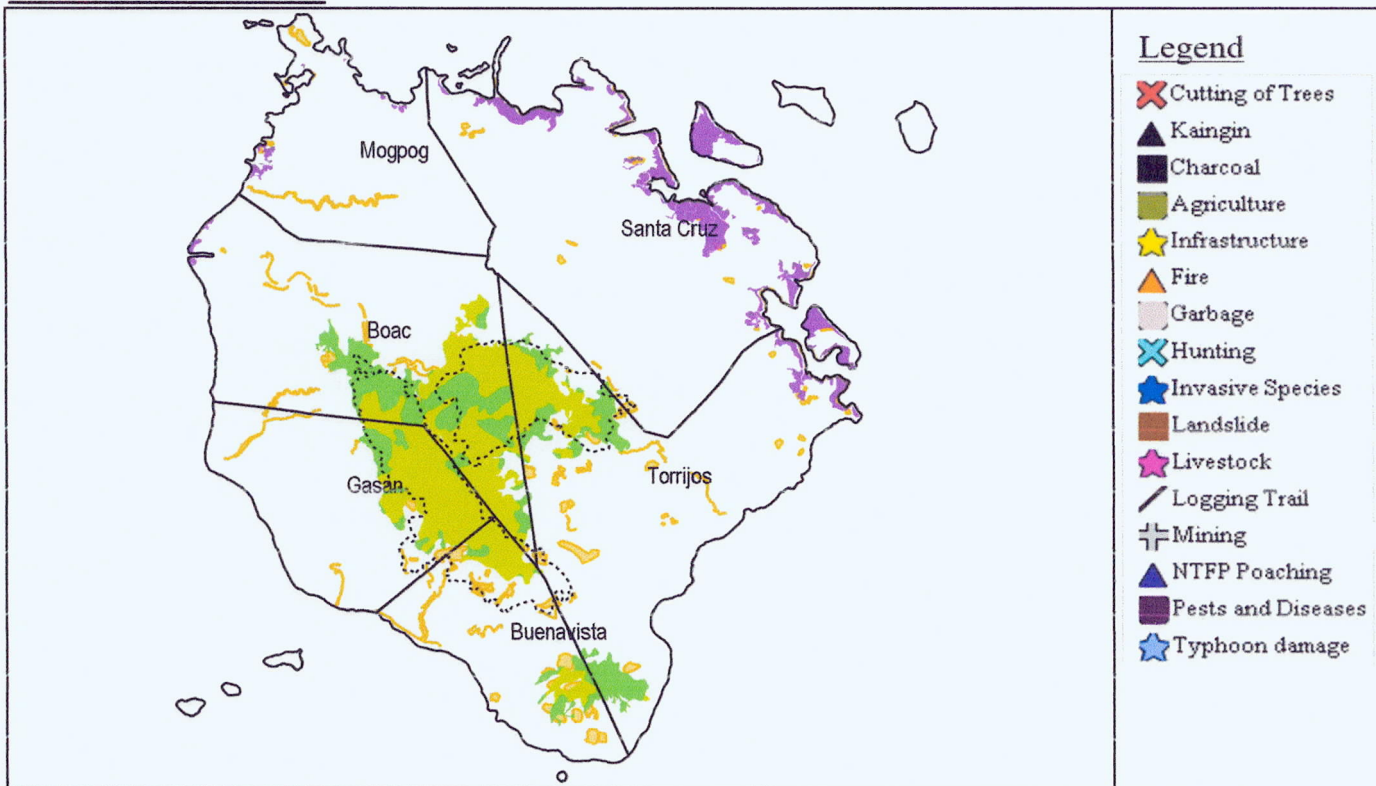 Legend
Cutting of Trees
Kaingin
Charcoal
Agriculture
Infrastructure
Fire
Garbage
Hunting
Invasive Species
Landslide
Livestock
Logging Trail
Mining
NTFP Poaching
Pests and Diseases
Typhoon damage
Mogpog
Santa Cruz
Boac
Gasan
Torrijos
Buenavista